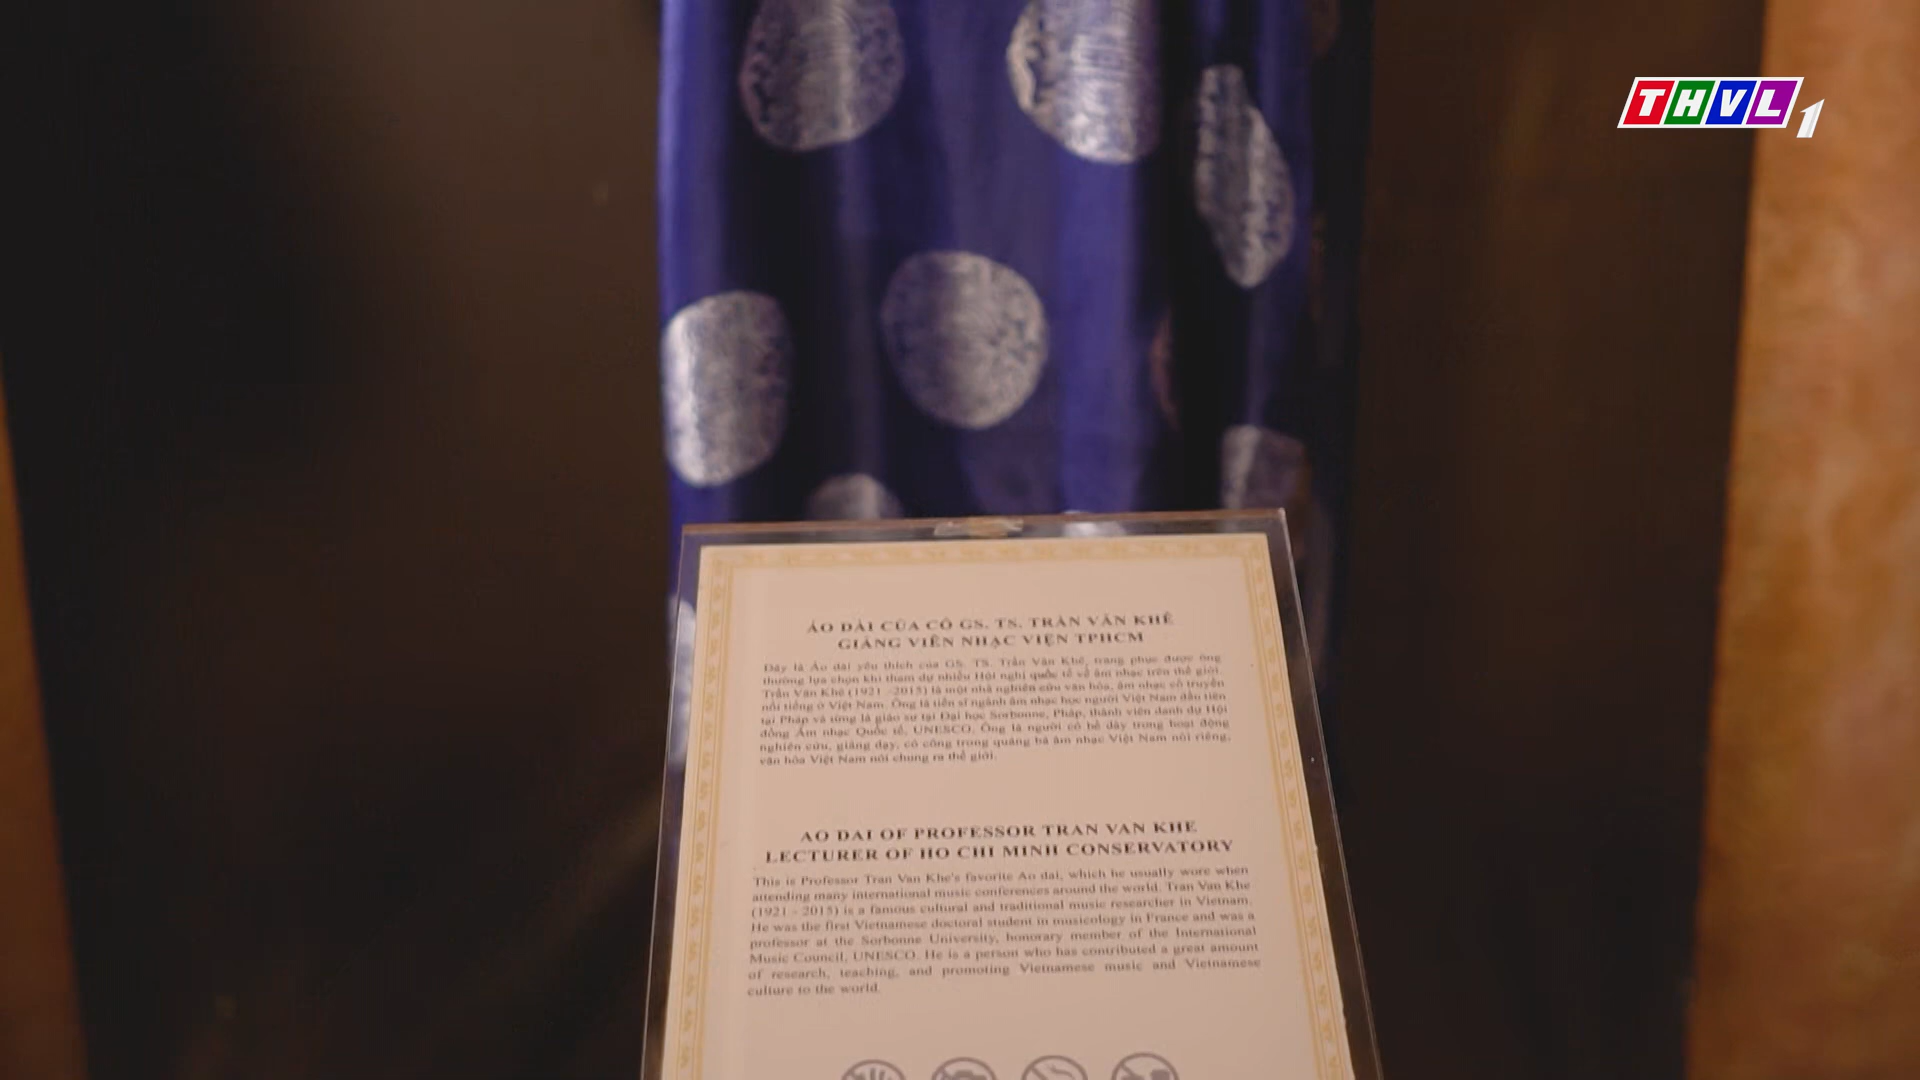 THVL1
ÁO DÀI CỦA CỐ GS. TS. TRẦN VĂN KHÊ
GIẢNG VIÊN NHẠC VIỆN TPHCM
Đây là Áo dài yêu thích của GS. TS. Trần Văn Khê, trang phục được ông
thường lựa chọn khi tham dự nhiều Hội nghị quốc tế về âm nhạc trên thế giới.
Trần Văn Khê (1921 -2015) là một nhà nghiên cứu văn hóa, âm nhạc cổ truyền
nổi tiếng ở Việt Nam. Ông là tiến sĩ ngành âm nhạc học người Việt Nam đầu tiên
tại Pháp và từng là giáo sư tại Đại học Sorbonne, Pháp, thành viên danh dự Hội
đồng Âm nhạc Quốc tế, UNESCO. Ông là người có bề dày trong hoạt động
nghiên cứu, giảng dạy, có công trong quảng bá âm nhạc Việt Nam nói riêng,
văn hóa Việt Nam nói chung ra thế giới.
AO DAI OF PROFESSOR TRAN VAN KHE
LECTURER OF HO CHI MINH CONSERVATORY
This is Professor Tran Van Khe's favorite Ao dai, which he usually wore when
attending many international music conferences around the world. Tran Van Khe
(1921 - 2015) is a famous cultural and traditional music researcher in Vietnam.
He was the first Vietnamese doctoral student in musicology in France and was a
professor at the Sorbonne University, honorary member of the International
Music Council, UNESCO. He is a person who has contributed a great amount
of research, teaching, and promoting Vietnamese music and Vietnamese
culture to the world.